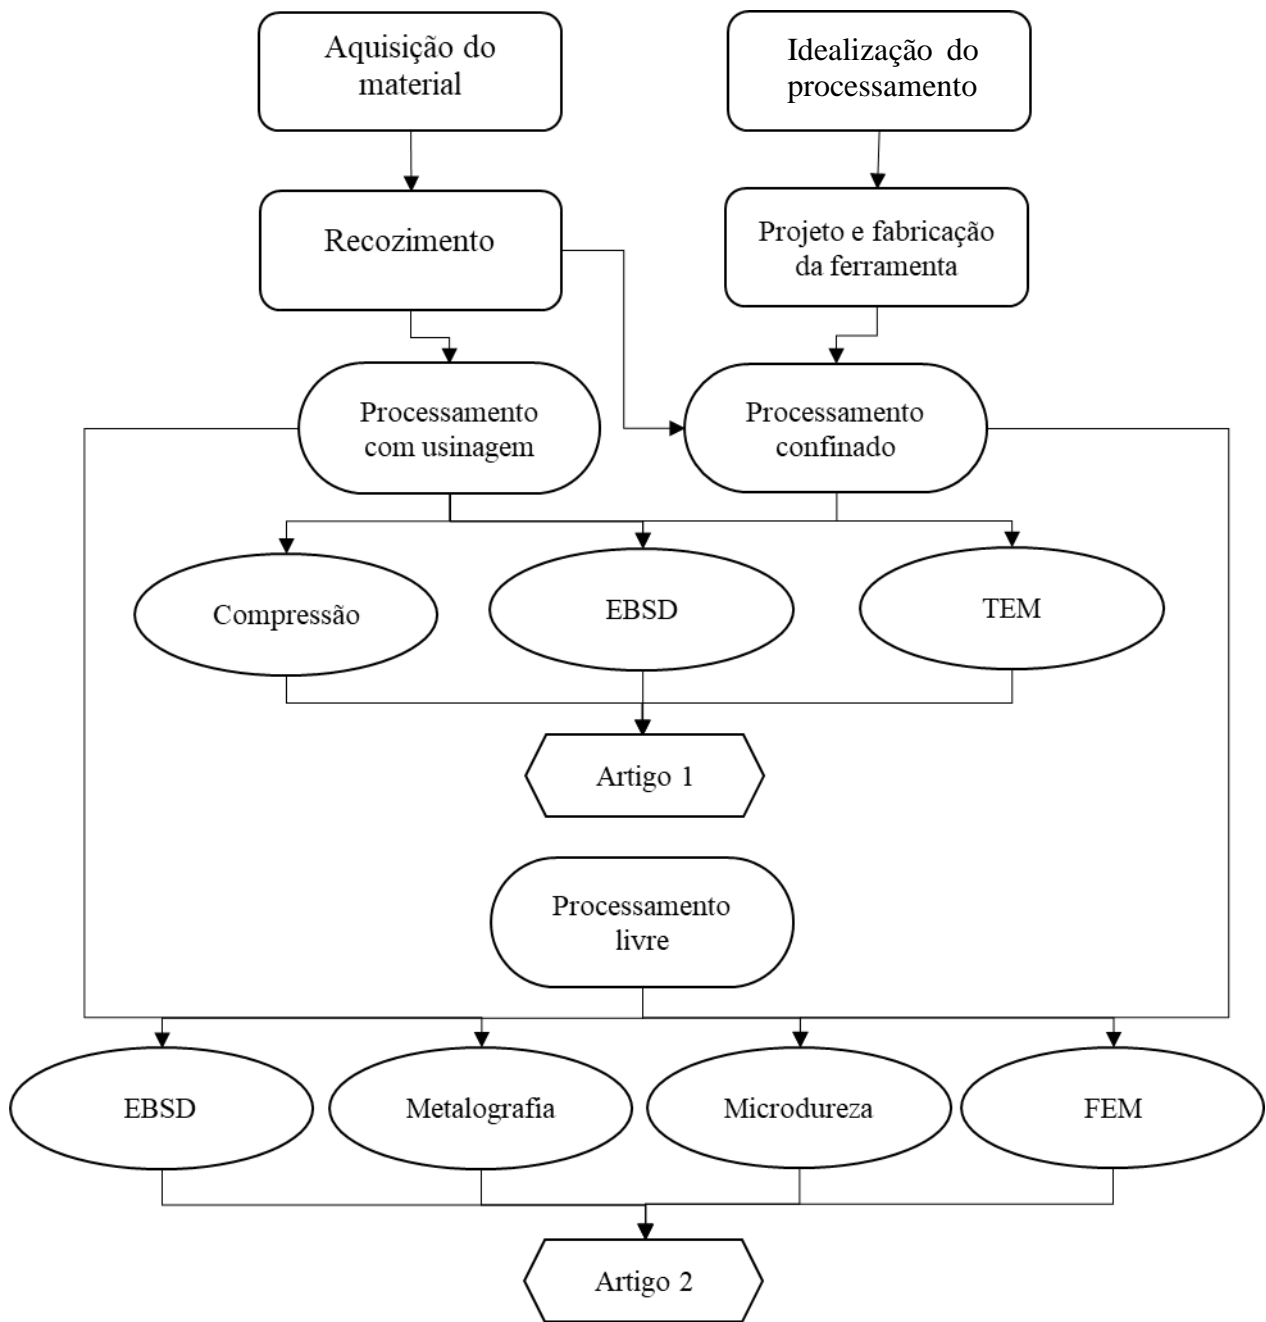 Aquisição do
material
Idealização do
processamento
Recozimento
Projeto e fabricação
da ferramenta
Processamento
com usinagem
Processamento
confinado
Compressão
EBSD
TEM
Artigo 1
Processamento
livre
EBSD
Metalografia
Microdureza
FEM
Artigo 2